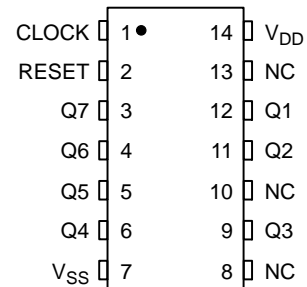 CLOCK 1 14 VDD
RESET 2 13 NC
Q7 3 12 Q1
Q6 4 11 Q2
Q5 5 10 NC
Q4 6 9 Q3
VSS 7 8 NC